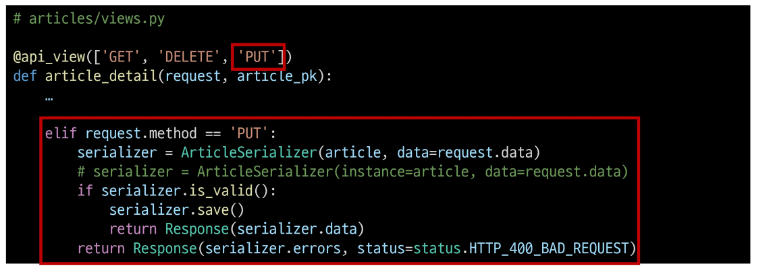 # articles/views.py
@api_view(['GET', 'DELETE', 'PUT'])
def article_detail(request, article_pk):
…
elif request.method == 'PUT':
serializer = ArticleSerializer(article, data=request.data)
# serializer = ArticleSerializer(instance=article, data=request.data)
if serializer.is_valid():
serializer.save()
return Response(serializer.data)
return Response(serializer.errors, status=status.HTTP_400_BAD_REQUEST)